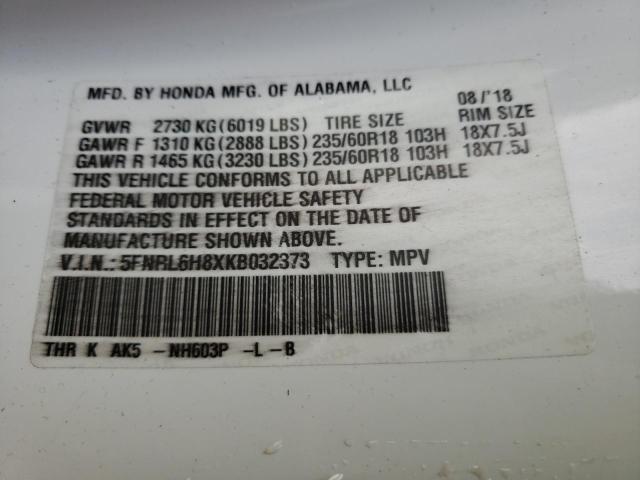 MFD. BY HONDA MFG. OF ALABAMA, LLC 08/'18
GVWR 2730 KG (6019 LBS) TIRE SIZE RIM SIZE
GAWR F 1310 KG (2888 LBS) 235/60R18 103H 18X7.5J
GAWR R 1465 KG (3230 LBS) 235/60R18 103H 18X7.5J
THIS VEHICLE CONFORMS TO ALL APPLICABLE
FEDERAL MOTOR VEHICLE SAFETY
STANDARDS IN EFFECT ON THE DATE OF
MANUFACTURE SHOWN ABOVE.
V.I.N.: 5FNRL6H8XKB032373 TYPE: MPV
THR K AK5 -NH603P -L -B